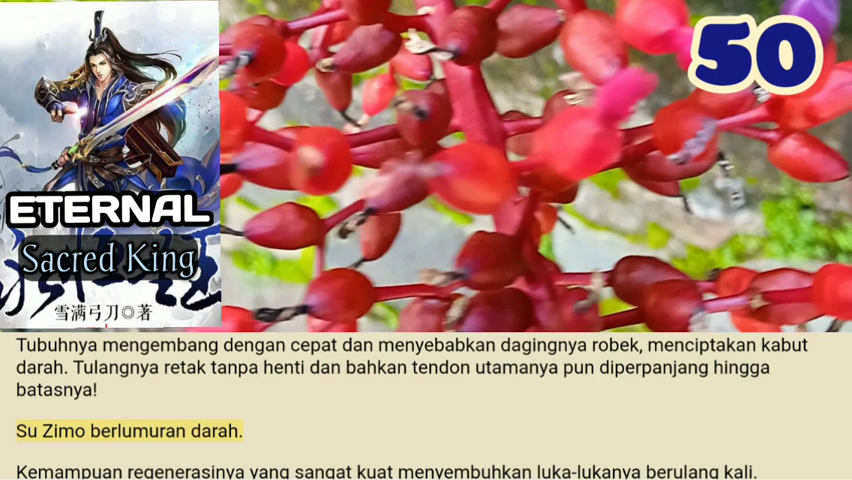 50
ETERNAL
Sacred King
雪满弓刀◎著
Tubuhnya mengembang dengan cepat dan menyebabkan dagingnya robek, menciptakan kabut
darah. Tulangnya retak tanpa henti dan bahkan tendon utamanya pun diperpanjang hingga
batasnya!
Su Zimo berlumuran darah.
Kemampuan regenerasinya yang sangat kuat menyembuhkan luka-lukanya berulang kali.